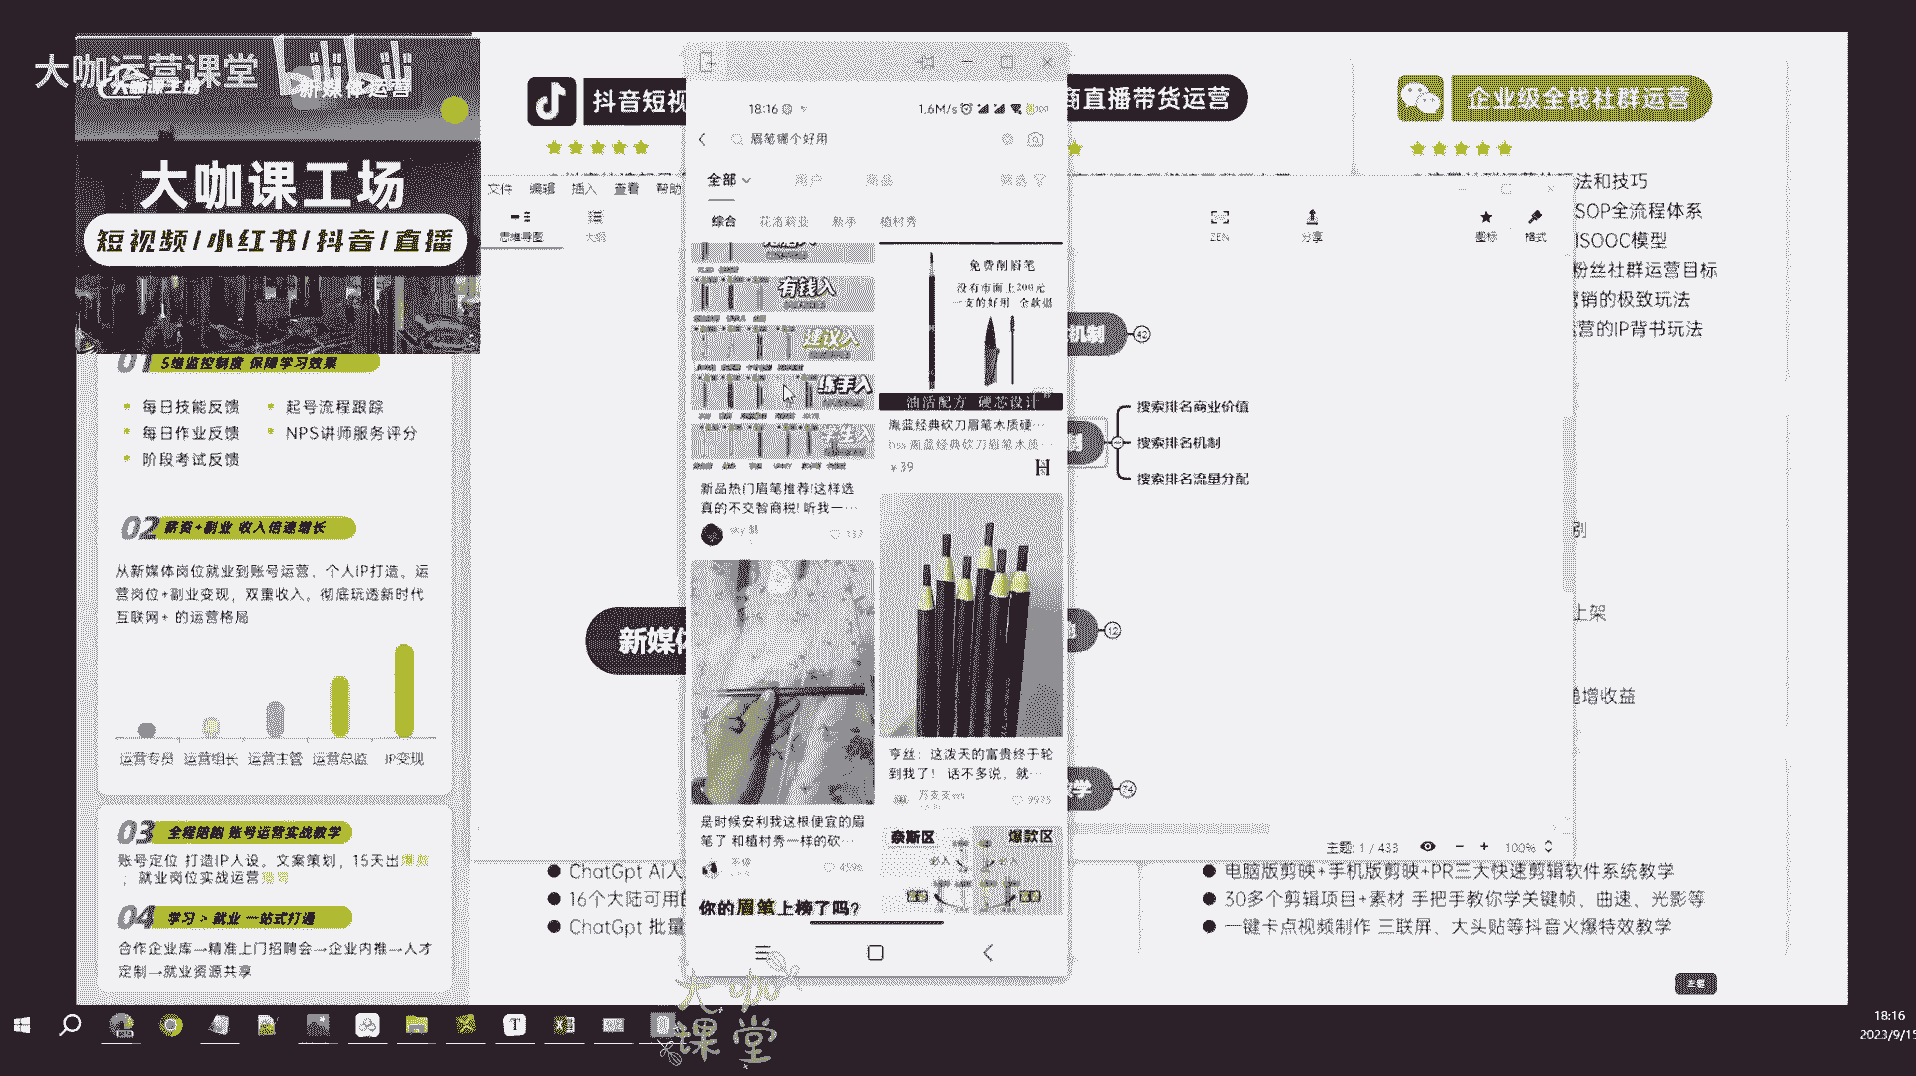 大咖运营课堂
bilibili
新媒体运营
大咖课工场
短视频/小红书/抖音/直播
01 5维监控制度 保障学习效果
每日技能反馈
起号流程跟踪
每日作业反馈
NPS讲师服务评分
阶段考试反馈
02 薪资+副业 收入倍速增长
从新媒体岗位就业到账号运营,个人IP打造。运
营岗位+副业变现,双重收入。彻底玩透新时代
互联网+ 的运营格局
运营专员 运营组长 运营主管 运营总监 IP变现
03 全程陪跑 账号运营实战教学
账号定位 打造IP人设。文案策划,15天出爆款
;就业岗位实战运营
04 学习 > 就业 一站式打通
合作企业库→精准上门招聘会→企业内推→人才
定制→就业资源共享
抖音短视
商直播带货运营
企业级全栈社群运营
法和技巧
SOP全流程体系
ISOOC模型
粉丝社群运营目标
营销的极致玩法
营的IP背书玩法
上架
增收益
文件 编辑 插入 查看 帮助
思维导图 大纲
ZEN 分享 图标 格式
新媒体
机制 42
搜索排名商业价值
搜索排名机制
搜索排名流量分配
12
学 74
主题: 1 / 433
100%
18:16
1.6M/s
眉笔哪个好用
全部 用户 商品 筛选
综合 花洛莉亚 新手 植村秀
有钱入
建议入
练手入
学生入
新品热门眉笔推荐!这样选
真的不交智商税! 听我一…
137
是时候安利我这根便宜的眉
笔了 和植村秀一样的砍…
4596
你的眉笔上榜了吗?
免费削眉笔
没有市面上200元
一支的好用 全款退
油活配方 硬芯设计
¥39
亨丝:这泼天的富贵终于轮
到我了! 话不多说,就…
9975
奈斯区 爆款区
必入
ChatGpt Ai人
16个大陆可用的
ChatGpt 批量
电脑版剪映+手机版剪映+PR三大快速剪辑软件系统教学
30多个剪辑项目+素材 手把手教你学关键帧、曲速、光影等
一键卡点视频制作 三联屏、大头贴等抖音火爆特效教学
大咖
课堂
18:16
2023/9/15